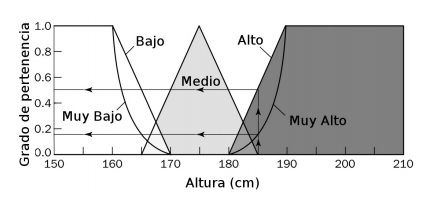 Grado de pertenencia
1.0
0.8
0.6
0.4
0.2
0.0
Bajo
Alto
Medio
Muy Bajo
Muy Alto
150 160 170 180 190 200 210
Altura (cm)